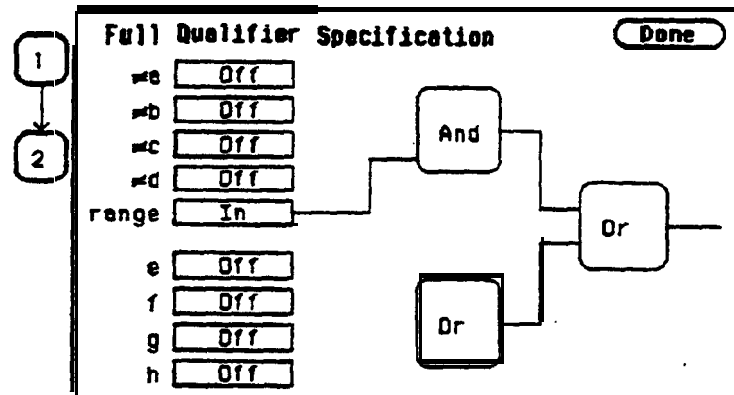 Full Qualifier Specification Done
1
2
≠a Off
≠b Off
≠c Off
≠d Off
range In
e Off
f Off
g Off
h Off
And
Or
Or